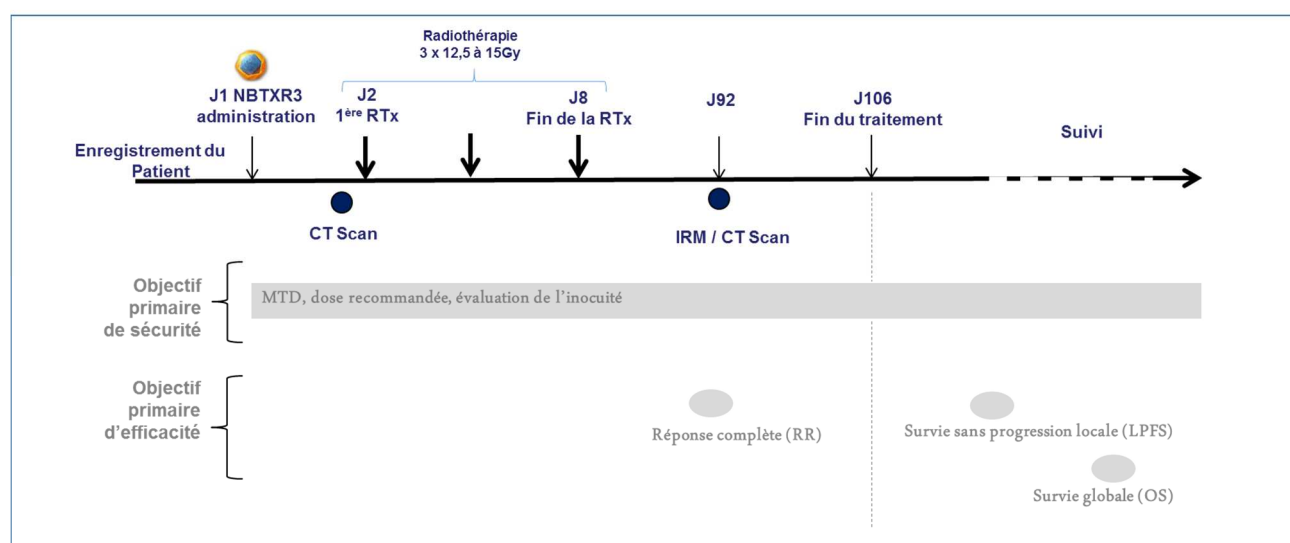 Radiothérapie
3 x 12,5 à 15Gy
J1 NBTXR3
administration
J2
1ère RTx
J8
Fin de la RTx
J92
J106
Fin du traitement
Suivi
Enregistrement du
Patient
CT Scan
IRM / CT Scan
Objectif
primaire
de sécurité
MTD, dose recommandée, évaluation de l'inocuité
Objectif
primaire
d'efficacité
Réponse complète (RR)
Survie sans progression locale (LPFS)
Survie globale (OS)